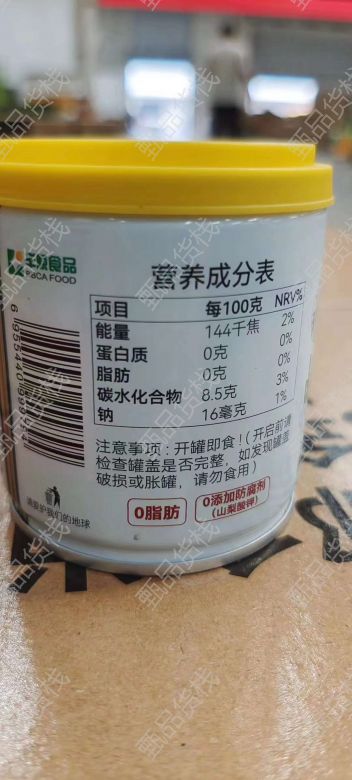 食品
BCA FOOD
营养成分表
项目 每100克 NRV%
能量 144千焦 2%
蛋白质 0克 0%
脂肪 0克 0%
碳水化合物 8.5克 3%
钠 16毫克 1%
注意事项：开罐即食！（开启前请
检查罐盖是否完整，如发现罐盖
破损或胀罐，请勿食用）
0脂肪
0添加防腐剂
（山梨酸钾）
请爱护我们的地球
甄品货栈